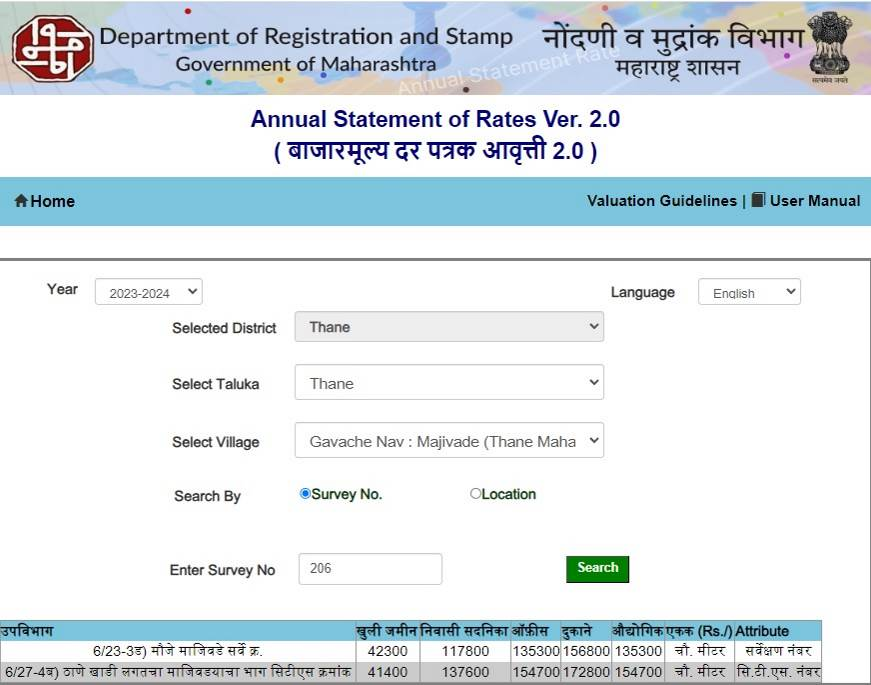 Department of Registration and Stamp
Government of Maharashtra
नोंदणी व मुद्रांक विभाग
महाराष्ट्र शासन
Annual Statement Rate
सत्यमेव जयते
Annual Statement of Rates Ver. 2.0
( बाजारमूल्य दर पत्रक आवृत्ती 2.0 )
Home
Valuation Guidelines | User Manual
Year 2023-2024 Language English
Selected District Thane
Select Taluka Thane
Select Village Gavache Nav : Majivade (Thane Maha
Search By Survey No. Location
Enter Survey No 206 Search
उपविभाग खुली जमीन निवासी सदनिका ऑफ़ीस दुकाने औद्योगिक एकक (Rs./) Attribute
6/23-3ड) मौजे माजिवडे सर्वे क्र. 42300 117800 135300 156800 135300 चौ. मीटर सर्वेक्षण नंबर
6/27-4ब) ठाणे खाडी लगतचा माजिवडयाचा भाग सिटीएस क्रमांक 41400 137600 154700 172800 154700 चौ. मीटर सि.टी.एस. नंबर